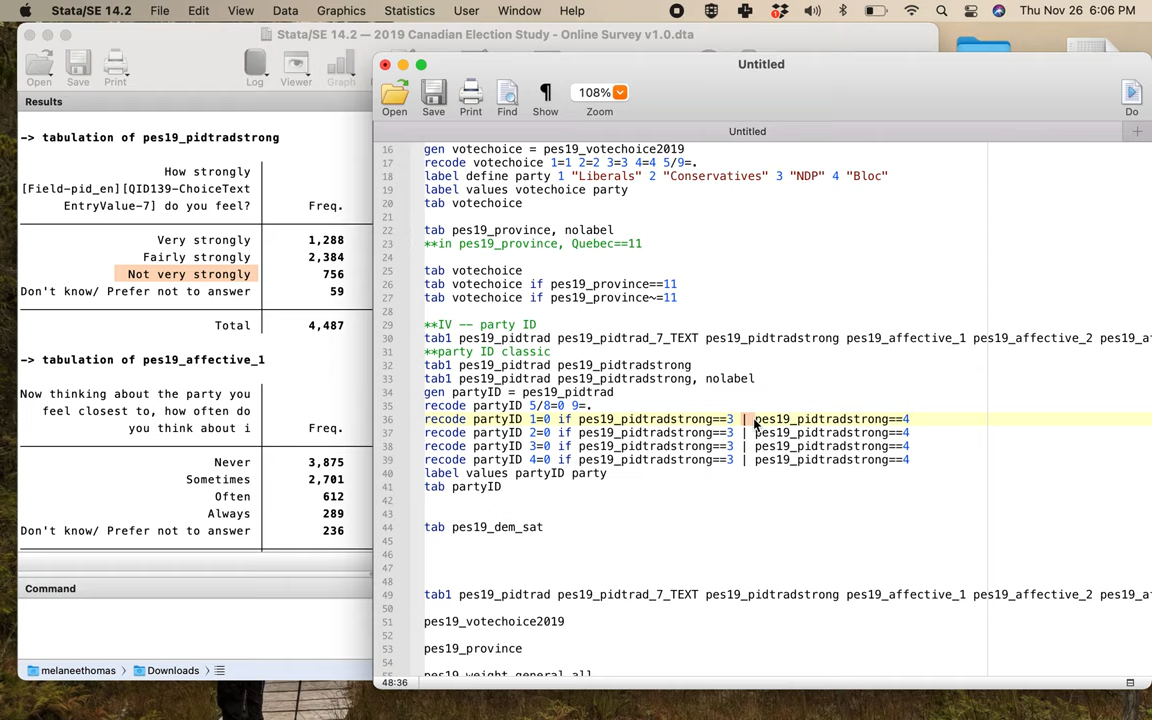 Stata/SE 14.2 File Edit View Data Graphics Statistics User Window Help Thu Nov 26 6:06 PM
Stata/SE 14.2 — 2019 Canadian Election Study - Online Survey v1.0.dta
Open Save Print Log Viewer Graph
Results
-> tabulation of pes19_pidtradstrong
How strongly
[Field-pid_en][QID139-ChoiceText
EntryValue-7] do you feel? Freq.
Very strongly 1,288
Fairly strongly 2,384
Not very strongly 756
Don't know/ Prefer not to answer 59
Total 4,487
-> tabulation of pes19_affective_1
Now thinking about the party you
feel closest to, how often do
you think about i Freq.
Never 3,875
Sometimes 2,701
Often 612
Always 289
Don't know/ Prefer not to answer 236
Command
melaneethomas > Downloads >
Untitled
Open Save Print Find Show 108% Zoom Do
Untitled
16 gen votechoice = pes19_votechoice2019
17 recode votechoice 1=1 2=2 3=3 4=4 5/9=.
18 label define party 1 "Liberals" 2 "Conservatives" 3 "NDP" 4 "Bloc"
19 label values votechoice party
20 tab votechoice
21
22 tab pes19_province, nolabel
23 **in pes19_province, Quebec==11
24
25 tab votechoice
26 tab votechoice if pes19_province==11
27 tab votechoice if pes19_province~=11
28
29 **IV -- party ID
30 tab1 pes19_pidtrad pes19_pidtrad_7_TEXT pes19_pidtradstrong pes19_affective_1 pes19_affective_2 pes19_a
31 **party ID classic
32 tab1 pes19_pidtrad pes19_pidtradstrong
33 tab1 pes19_pidtrad pes19_pidtradstrong, nolabel
34 gen partyID = pes19_pidtrad
35 recode partyID 5/8=0 9=.
36 recode partyID 1=0 if pes19_pidtradstrong==3 | pes19_pidtradstrong==4
37 recode partyID 2=0 if pes19_pidtradstrong==3 | pes19_pidtradstrong==4
38 recode partyID 3=0 if pes19_pidtradstrong==3 | pes19_pidtradstrong==4
39 recode partyID 4=0 if pes19_pidtradstrong==3 | pes19_pidtradstrong==4
40 label values partyID party
41 tab partyID
42
43
44 tab pes19_dem_sat
45
46
47
48
49 tab1 pes19_pidtrad pes19_pidtrad_7_TEXT pes19_pidtradstrong pes19_affective_1 pes19_affective_2 pes19_a
50
51 pes19_votechoice2019
52
53 pes19_province
54
55 pes19_weight_general_all
48:36